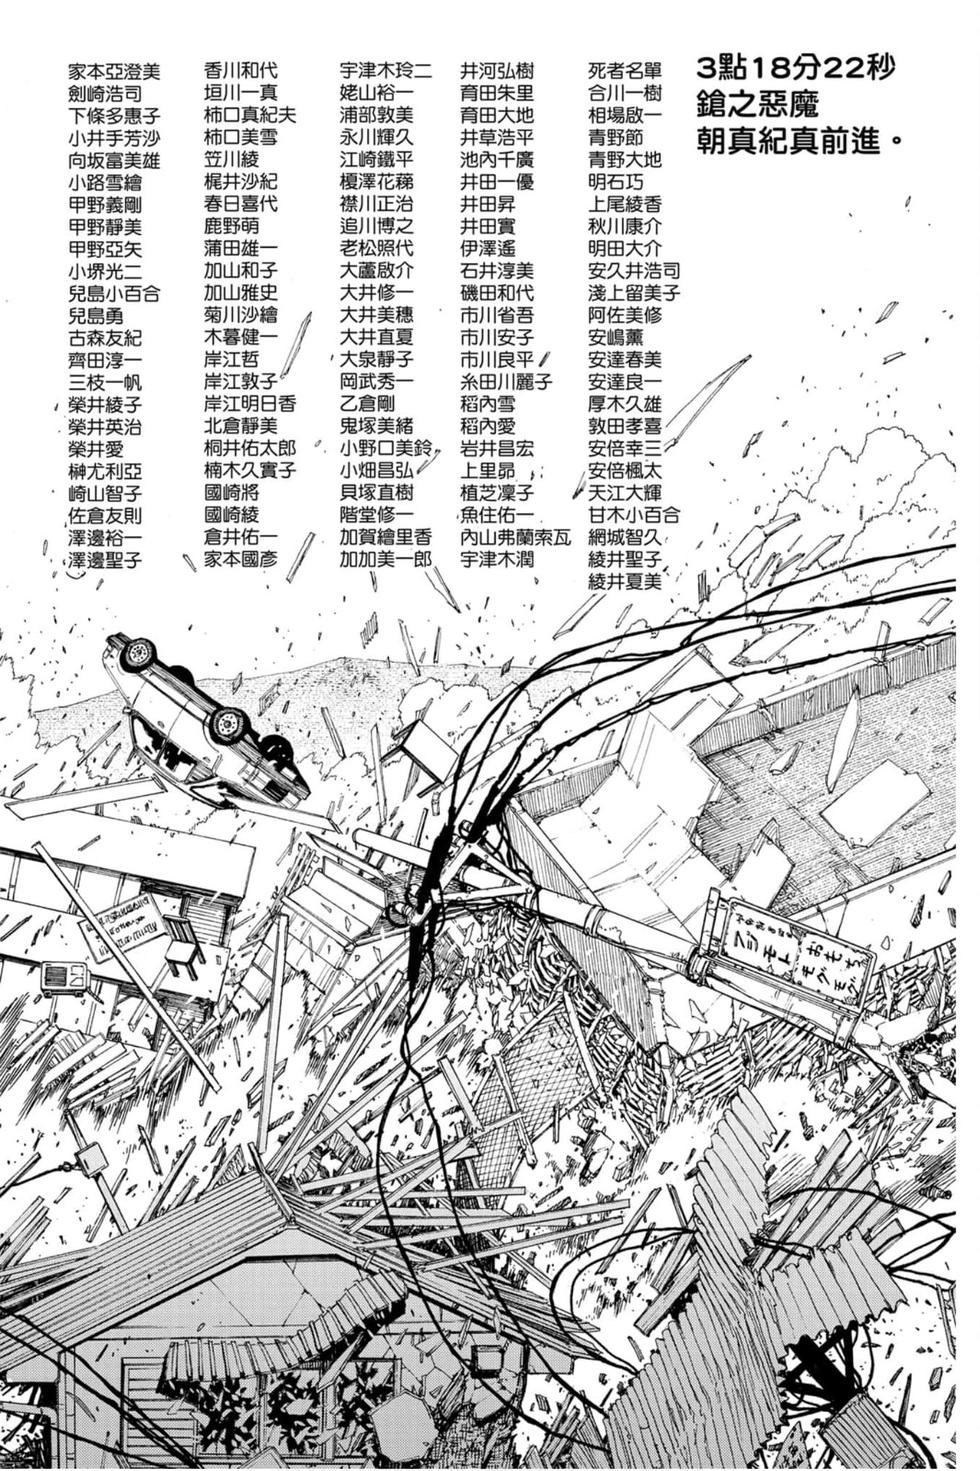 3點18分22秒
鎗之惡魔
朝真紀真前進。
死者名單
合川一樹
相場啟一
青野節
青野大地
明石巧
上尾綾香
秋川康介
明田大介
安久井浩司
淺上留美子
阿佐美修
安嶋薰
安達春美
安達良一
厚木久雄
敦田孝喜
安倍幸三
安倍楓太
天江大輝
甘木小百合
網城智久
綾井聖子
綾井夏美
井河弘樹
育田朱里
育田大地
井草浩平
池內千廣
井田一優
井田昇
井田實
伊澤遙
石井淳美
磯田和代
市川省吾
市川安子
市川良平
糸田川麗子
稻內雪
稻內愛
岩井昌宏
上里昴
植芝凜子
魚住佑一
內山弗蘭索瓦
宇津木潤
宇津木玲二
姥山裕一
浦部敦美
永川輝久
江崎鐵平
榎澤花蕛
襟川正治
追川博之
老松照代
大蘆啟介
大井修一
大井美穗
大井直夏
大泉靜子
岡武秀一
乙倉剛
鬼塚美緒
小野口美鈴
小畑昌弘
貝塚直樹
階堂修一
加賀繪里香
加加美一郎
香川和代
垣川一真
柿口真紀夫
柿口美雪
笠川綾
梶井沙紀
春日喜代
鹿野萌
蒲田雄一
加山和子
加山雅史
菊川沙繪
木暮健一
岸江哲
岸江敦子
岸江明日香
北倉靜美
桐井佑太郎
楠木久實子
國崎將
國崎綾
倉井佑一
家本國彥
家本亞澄美
劍崎浩司
下條多惠子
小井手芳沙
向坂富美雄
小路雪繪
甲野義剛
甲野靜美
甲野亞矢
小堺光二
兒島小百合
兒島勇
古森友紀
齊田淳一
三枝一帆
榮井綾子
榮井英治
榮井愛
榊尤利亞
崎山智子
佐倉友則
澤邊裕一
澤邊聖子
おもちゃ
フジモト